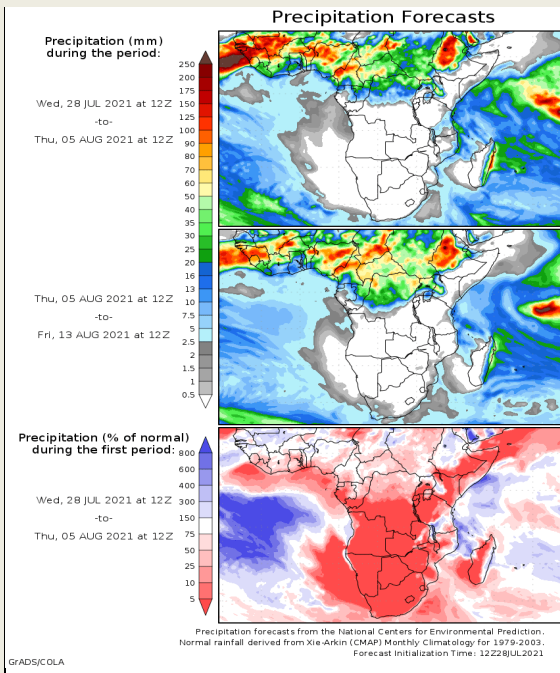 Precipitation Forecasts
Precipitation (mm)
during the period:
Wed, 28 JUL 2021 at 12Z
-to-
Thu, 05 AUG 2021 at 12Z
250
200
175
150
125
100
90
80
70
60
50
40
35
30
25
20
16
13
10
7.5
5
2.5
2
1.5
1
0.5
Thu, 05 AUG 2021 at 12Z
-to-
Fri, 13 AUG 2021 at 12Z
Precipitation (% of normal)
during the first period:
Wed, 28 JUL 2021 at 12Z
-to-
Thu, 05 AUG 2021 at 12Z
800
600
400
300
150
75
50
25
10
5
Precipitation forecasts from the National Centers for Environmental Prediction.
Normal rainfall derived from Xie-Arkin (CMAP) Monthly Climatology for 1979-2003.
Forecast Initialization Time: 12Z28JUL2021
GrADS/COLA